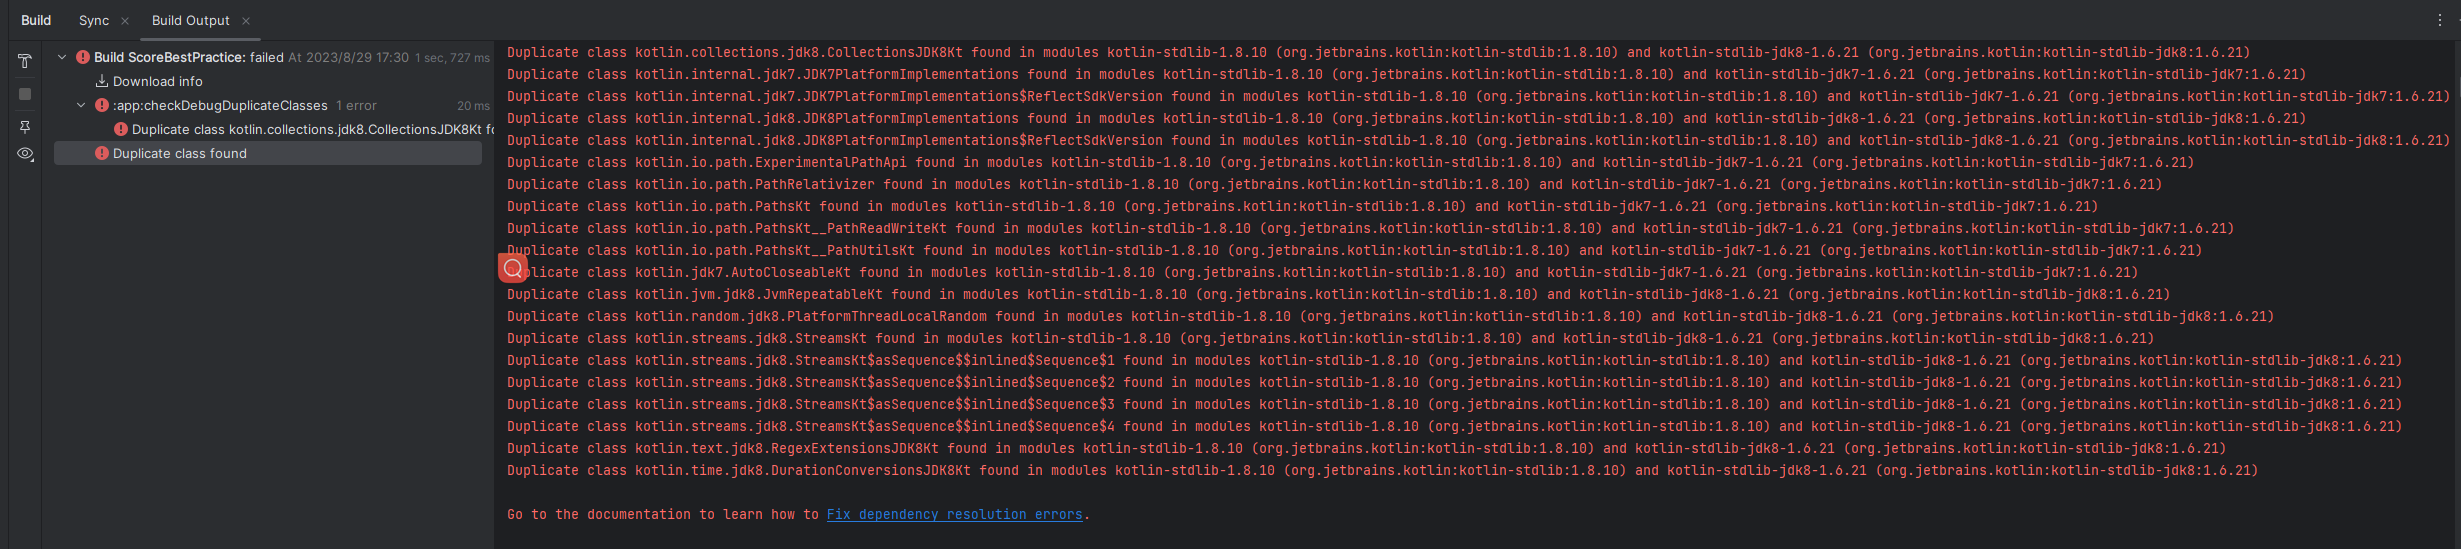 Build Sync Build Output
Build ScoreBestPractice: failed At 2023/8/29 17:30 1 sec, 727 ms
Download info
:app:checkDebugDuplicateClasses 1 error 20 ms
Duplicate class kotlin.collections.jdk8.CollectionsJDK8Kt fo
Duplicate class found
Duplicate class kotlin.collections.jdk8.CollectionsJDK8Kt found in modules kotlin-stdlib-1.8.10 (org.jetbrains.kotlin:kotlin-stdlib:1.8.10) and kotlin-stdlib-jdk8-1.6.21 (org.jetbrains.kotlin:kotlin-stdlib-jdk8:1.6.21)
Duplicate class kotlin.internal.jdk7.JDK7PlatformImplementations found in modules kotlin-stdlib-1.8.10 (org.jetbrains.kotlin:kotlin-stdlib:1.8.10) and kotlin-stdlib-jdk7-1.6.21 (org.jetbrains.kotlin:kotlin-stdlib-jdk7:1.6.21)
Duplicate class kotlin.internal.jdk7.JDK7PlatformImplementations$ReflectSdkVersion found in modules kotlin-stdlib-1.8.10 (org.jetbrains.kotlin:kotlin-stdlib:1.8.10) and kotlin-stdlib-jdk7-1.6.21 (org.jetbrains.kotlin:kotlin-stdlib-jdk7:1.6.21)
Duplicate class kotlin.internal.jdk8.JDK8PlatformImplementations found in modules kotlin-stdlib-1.8.10 (org.jetbrains.kotlin:kotlin-stdlib:1.8.10) and kotlin-stdlib-jdk8-1.6.21 (org.jetbrains.kotlin:kotlin-stdlib-jdk8:1.6.21)
Duplicate class kotlin.internal.jdk8.JDK8PlatformImplementations$ReflectSdkVersion found in modules kotlin-stdlib-1.8.10 (org.jetbrains.kotlin:kotlin-stdlib:1.8.10) and kotlin-stdlib-jdk8-1.6.21 (org.jetbrains.kotlin:kotlin-stdlib-jdk8:1.6.21)
Duplicate class kotlin.io.path.ExperimentalPathApi found in modules kotlin-stdlib-1.8.10 (org.jetbrains.kotlin:kotlin-stdlib:1.8.10) and kotlin-stdlib-jdk7-1.6.21 (org.jetbrains.kotlin:kotlin-stdlib-jdk7:1.6.21)
Duplicate class kotlin.io.path.PathRelativizer found in modules kotlin-stdlib-1.8.10 (org.jetbrains.kotlin:kotlin-stdlib:1.8.10) and kotlin-stdlib-jdk7-1.6.21 (org.jetbrains.kotlin:kotlin-stdlib-jdk7:1.6.21)
Duplicate class kotlin.io.path.PathsKt found in modules kotlin-stdlib-1.8.10 (org.jetbrains.kotlin:kotlin-stdlib:1.8.10) and kotlin-stdlib-jdk7-1.6.21 (org.jetbrains.kotlin:kotlin-stdlib-jdk7:1.6.21)
Duplicate class kotlin.io.path.PathsKt__PathReadWriteKt found in modules kotlin-stdlib-1.8.10 (org.jetbrains.kotlin:kotlin-stdlib:1.8.10) and kotlin-stdlib-jdk7-1.6.21 (org.jetbrains.kotlin:kotlin-stdlib-jdk7:1.6.21)
Duplicate class kotlin.io.path.PathsKt__PathUtilsKt found in modules kotlin-stdlib-1.8.10 (org.jetbrains.kotlin:kotlin-stdlib:1.8.10) and kotlin-stdlib-jdk7-1.6.21 (org.jetbrains.kotlin:kotlin-stdlib-jdk7:1.6.21)
Duplicate class kotlin.jdk7.AutoCloseableKt found in modules kotlin-stdlib-1.8.10 (org.jetbrains.kotlin:kotlin-stdlib:1.8.10) and kotlin-stdlib-jdk7-1.6.21 (org.jetbrains.kotlin:kotlin-stdlib-jdk7:1.6.21)
Duplicate class kotlin.jvm.jdk8.JvmRepeatableKt found in modules kotlin-stdlib-1.8.10 (org.jetbrains.kotlin:kotlin-stdlib:1.8.10) and kotlin-stdlib-jdk8-1.6.21 (org.jetbrains.kotlin:kotlin-stdlib-jdk8:1.6.21)
Duplicate class kotlin.random.jdk8.PlatformThreadLocalRandom found in modules kotlin-stdlib-1.8.10 (org.jetbrains.kotlin:kotlin-stdlib:1.8.10) and kotlin-stdlib-jdk8-1.6.21 (org.jetbrains.kotlin:kotlin-stdlib-jdk8:1.6.21)
Duplicate class kotlin.streams.jdk8.StreamsKt found in modules kotlin-stdlib-1.8.10 (org.jetbrains.kotlin:kotlin-stdlib:1.8.10) and kotlin-stdlib-jdk8-1.6.21 (org.jetbrains.kotlin:kotlin-stdlib-jdk8:1.6.21)
Duplicate class kotlin.streams.jdk8.StreamsKt$asSequence$$inlined$Sequence$1 found in modules kotlin-stdlib-1.8.10 (org.jetbrains.kotlin:kotlin-stdlib:1.8.10) and kotlin-stdlib-jdk8-1.6.21 (org.jetbrains.kotlin:kotlin-stdlib-jdk8:1.6.21)
Duplicate class kotlin.streams.jdk8.StreamsKt$asSequence$$inlined$Sequence$2 found in modules kotlin-stdlib-1.8.10 (org.jetbrains.kotlin:kotlin-stdlib:1.8.10) and kotlin-stdlib-jdk8-1.6.21 (org.jetbrains.kotlin:kotlin-stdlib-jdk8:1.6.21)
Duplicate class kotlin.streams.jdk8.StreamsKt$asSequence$$inlined$Sequence$3 found in modules kotlin-stdlib-1.8.10 (org.jetbrains.kotlin:kotlin-stdlib:1.8.10) and kotlin-stdlib-jdk8-1.6.21 (org.jetbrains.kotlin:kotlin-stdlib-jdk8:1.6.21)
Duplicate class kotlin.streams.jdk8.StreamsKt$asSequence$$inlined$Sequence$4 found in modules kotlin-stdlib-1.8.10 (org.jetbrains.kotlin:kotlin-stdlib:1.8.10) and kotlin-stdlib-jdk8-1.6.21 (org.jetbrains.kotlin:kotlin-stdlib-jdk8:1.6.21)
Duplicate class kotlin.text.jdk8.RegexExtensionsJDK8Kt found in modules kotlin-stdlib-1.8.10 (org.jetbrains.kotlin:kotlin-stdlib:1.8.10) and kotlin-stdlib-jdk8-1.6.21 (org.jetbrains.kotlin:kotlin-stdlib-jdk8:1.6.21)
Duplicate class kotlin.time.jdk8.DurationConversionsJDK8Kt found in modules kotlin-stdlib-1.8.10 (org.jetbrains.kotlin:kotlin-stdlib:1.8.10) and kotlin-stdlib-jdk8-1.6.21 (org.jetbrains.kotlin:kotlin-stdlib-jdk8:1.6.21)
Go to the documentation to learn how to Fix dependency resolution errors.